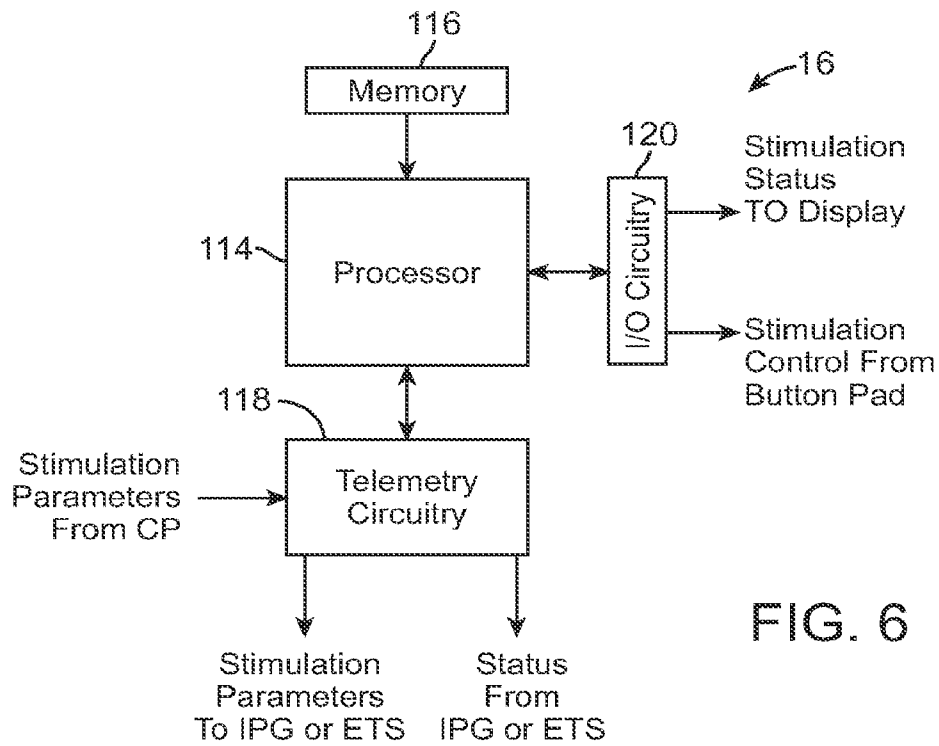 116
Memory
16
120
Stimulation
Status
TO Display
114
Processor
I/O Circuitry
Stimulation
Control From
Button Pad
118
Stimulation
Parameters
From CP
Telemetry
Circuitry
Stimulation
Parameters
To IPG or ETS
Status
From
IPG or ETS
FIG. 6